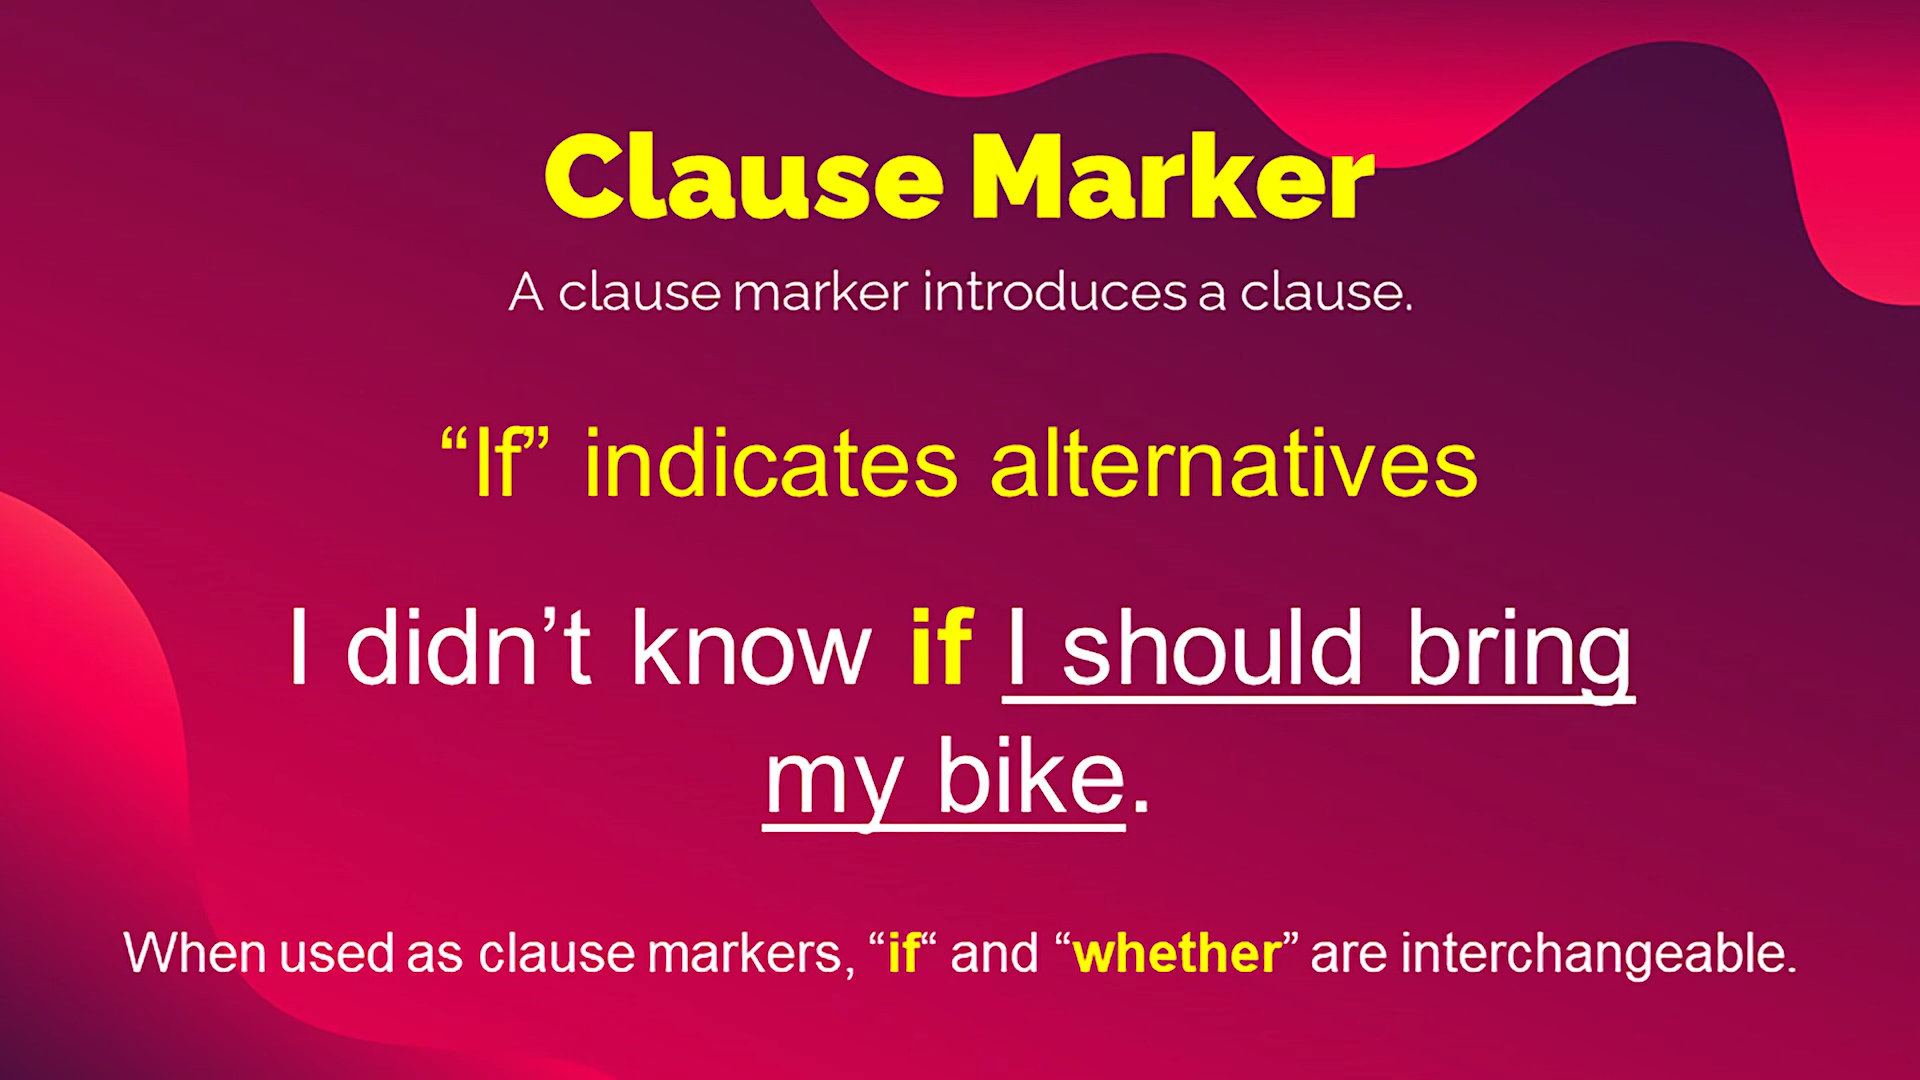 Clause Marker
A clause marker introduces a clause.
“If” indicates alternatives
I didn’t know if I should bring
my bike.
When used as clause markers, “if“ and “whether” are interchangeable.